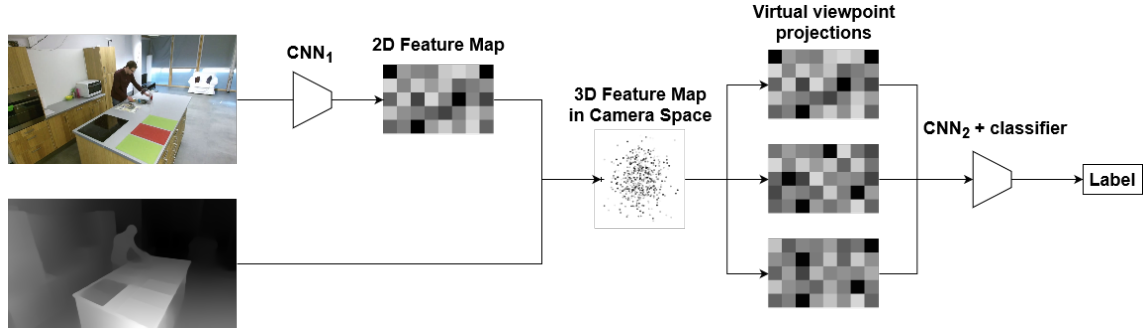 CNN1
2D Feature Map
3D Feature Map
in Camera Space
Virtual viewpoint
projections
CNN2 + classifier
Label